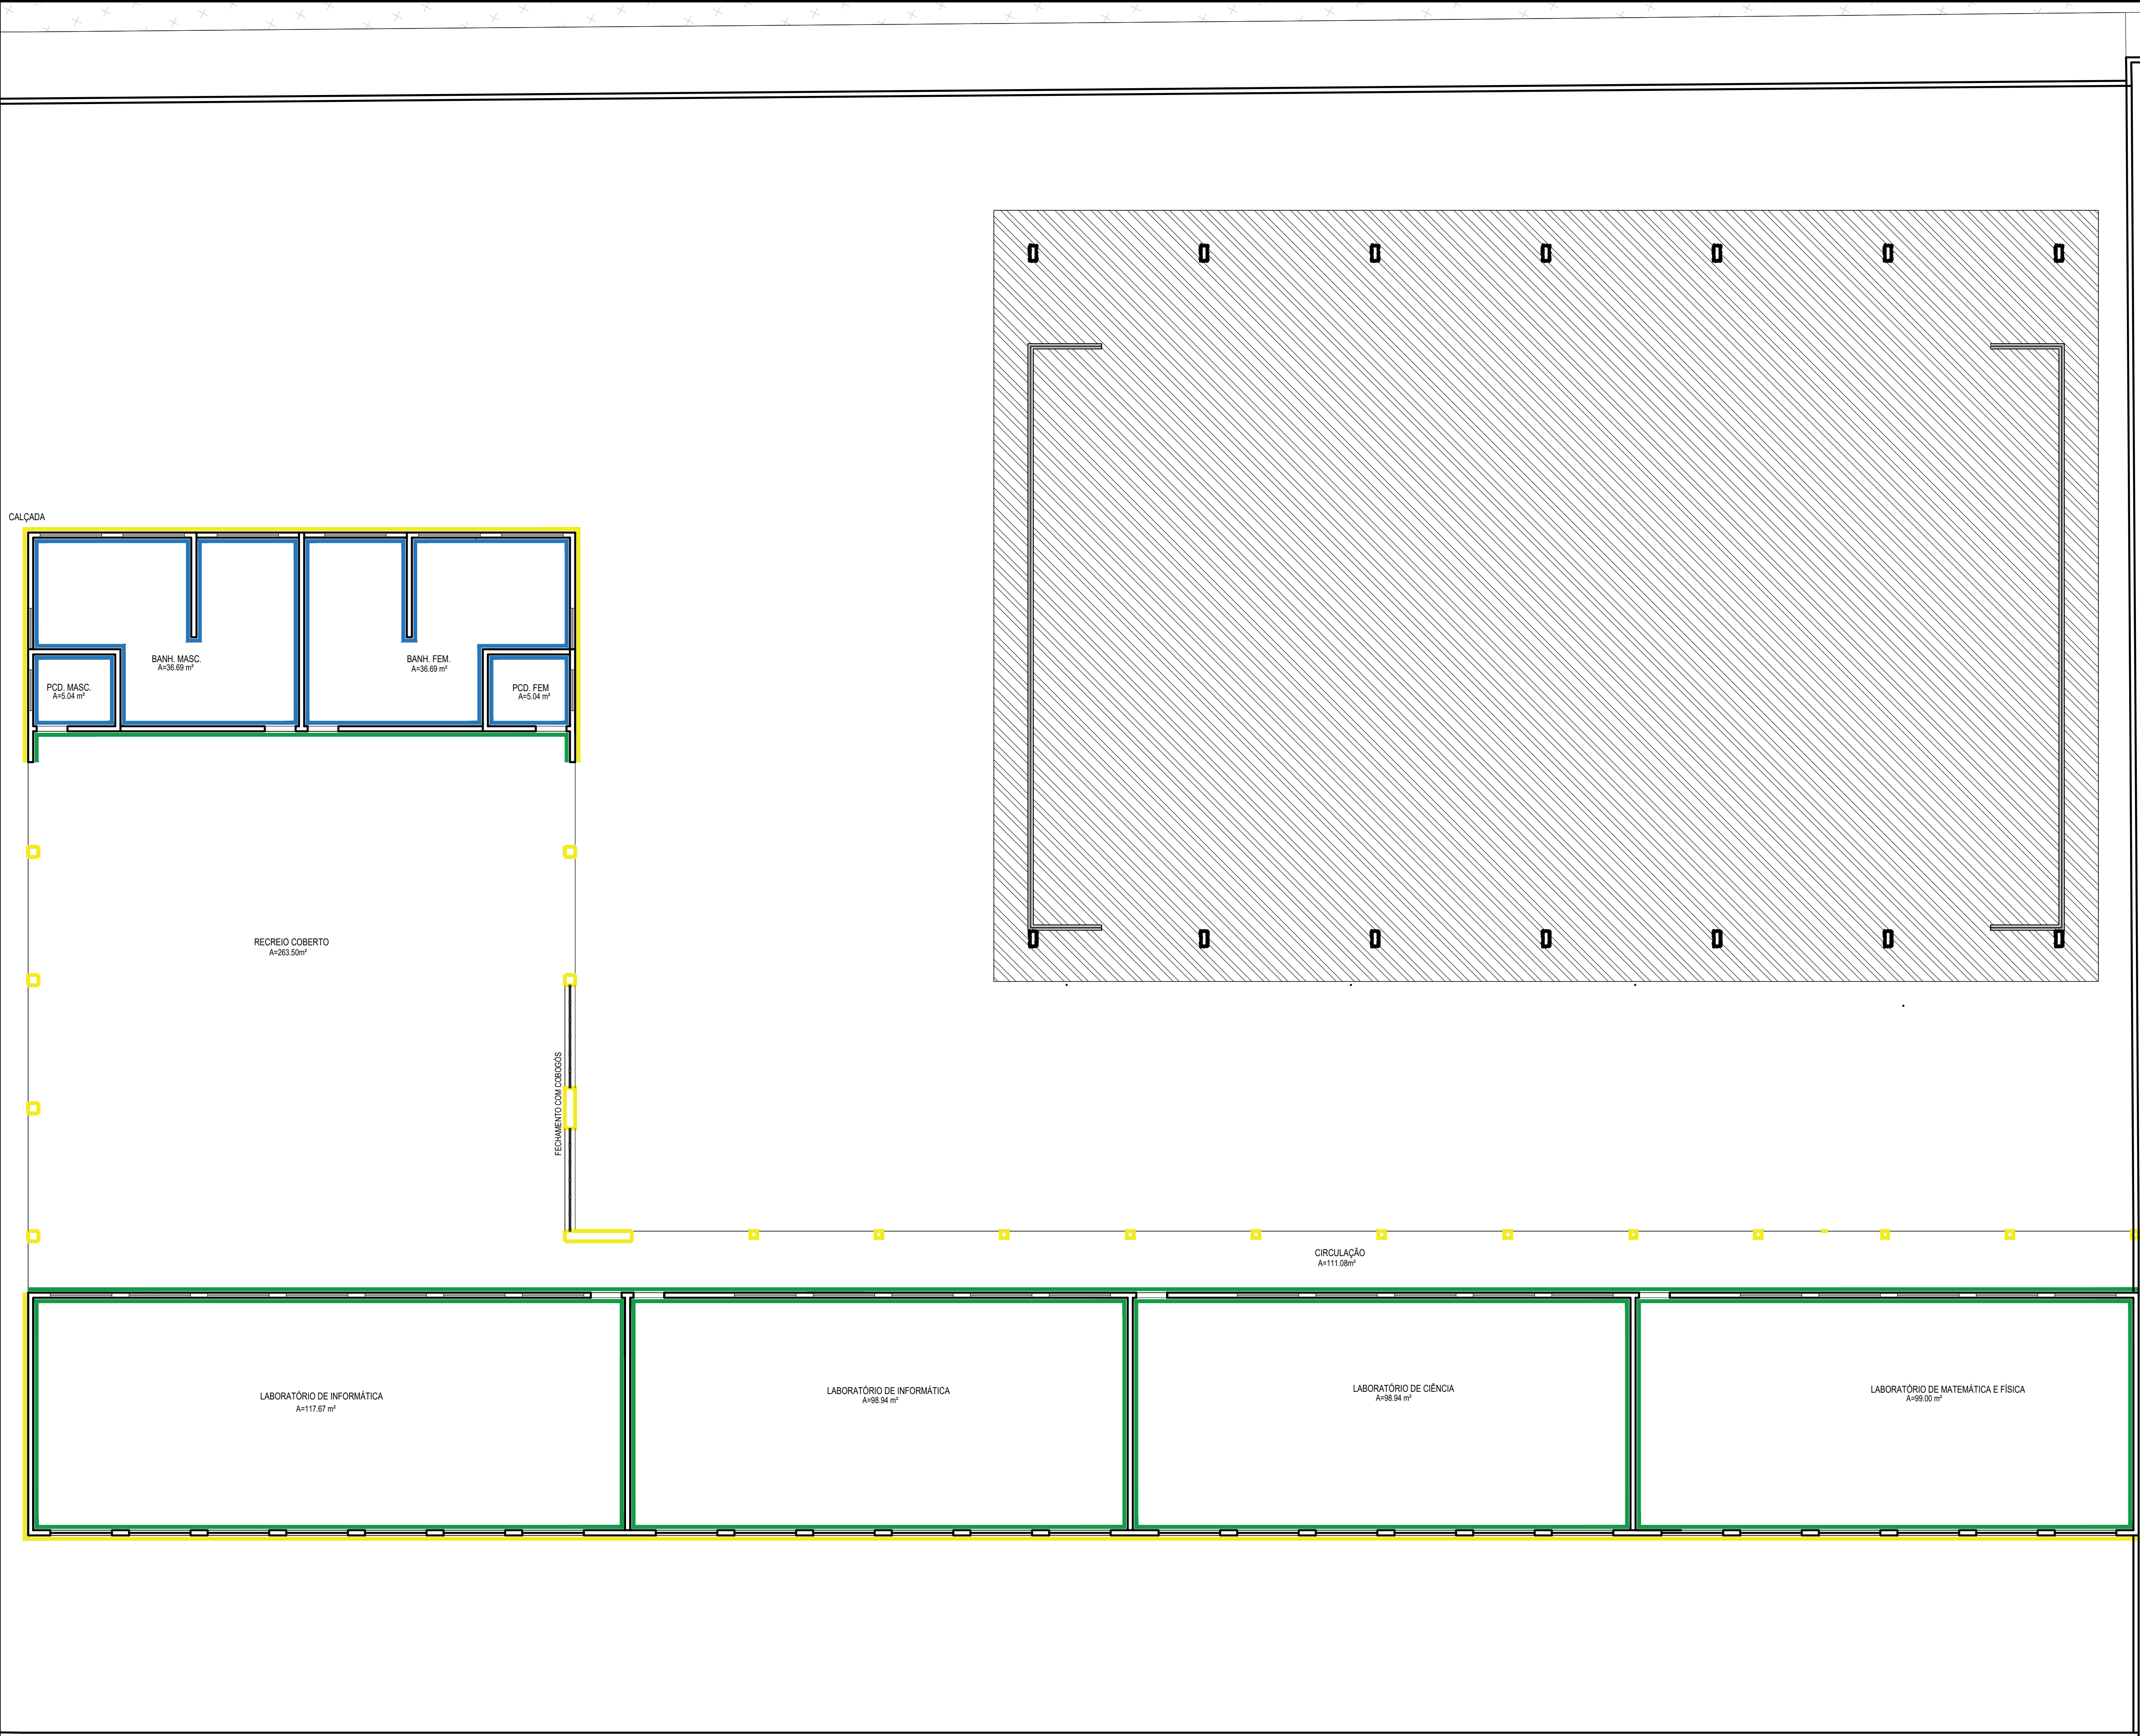 CALÇADA
BANH. MASC.
A=36.69 m²
BANH. FEM.
A=36.69 m²
PCD. MASC.
A=5.04 m²
PCD. FEM
A=5.04 m²
RECREIO COBERTO
A=263.50m²
FECHAMENTO COM COBOGÓS
CIRCULAÇÃO
A=111.08m²
LABORATÓRIO DE INFORMÁTICA
A=117.67 m²
LABORATÓRIO DE INFORMÁTICA
A=98.94 m²
LABORATÓRIO DE CIÊNCIA
A=98.94 m²
LABORATÓRIO DE MATEMÁTICA E FÍSICA
A=99.00 m²